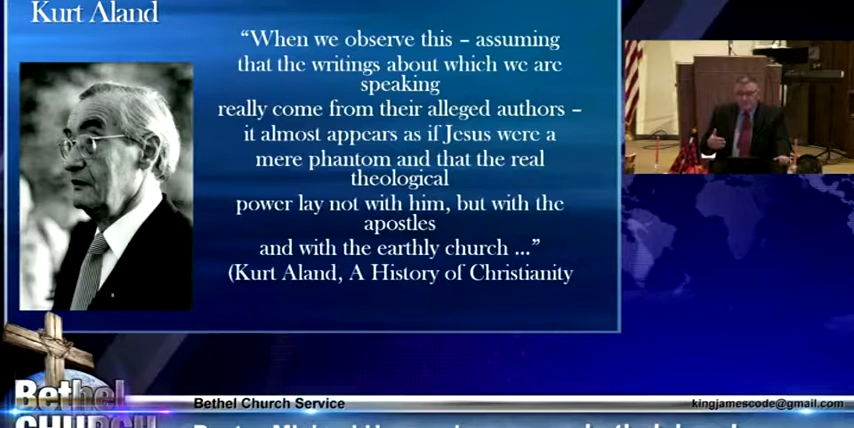 Kurt Aland
“When we observe this – assuming
that the writings about which we are
speaking
really come from their alleged authors –
it almost appears as if Jesus were a
mere phantom and that the real
theological
power lay not with him, but with the
apostles
and with the earthly church ...”
(Kurt Aland, A History of Christianity
Bethel
CHURCH
Bethel Church Service
kingjamescode@gmail.com